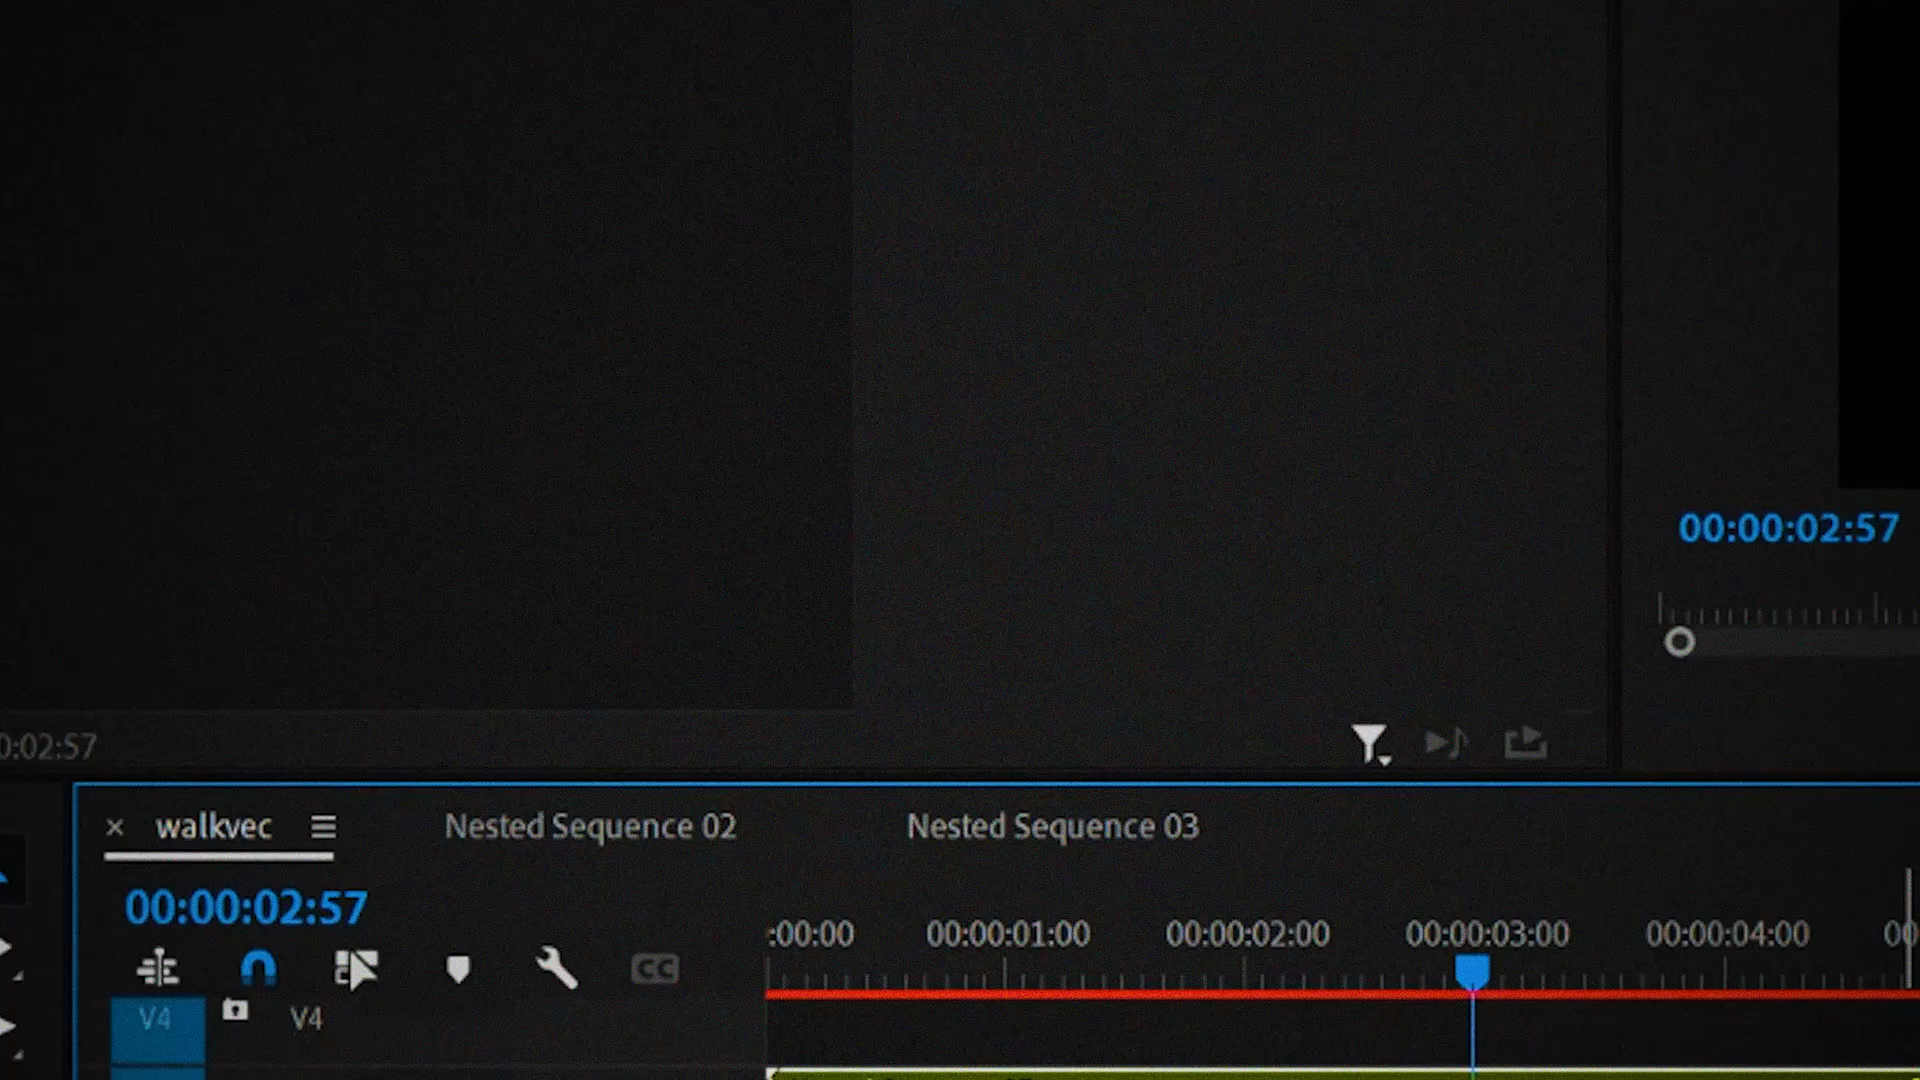 00:00:02:57
0:02:57
walkvec
Nested Sequence 02
Nested Sequence 03
00:00:02:57
:00:00
00:00:01:00
00:00:02:00
00:00:03:00
00:00:04:00
00
CC
V4
V4